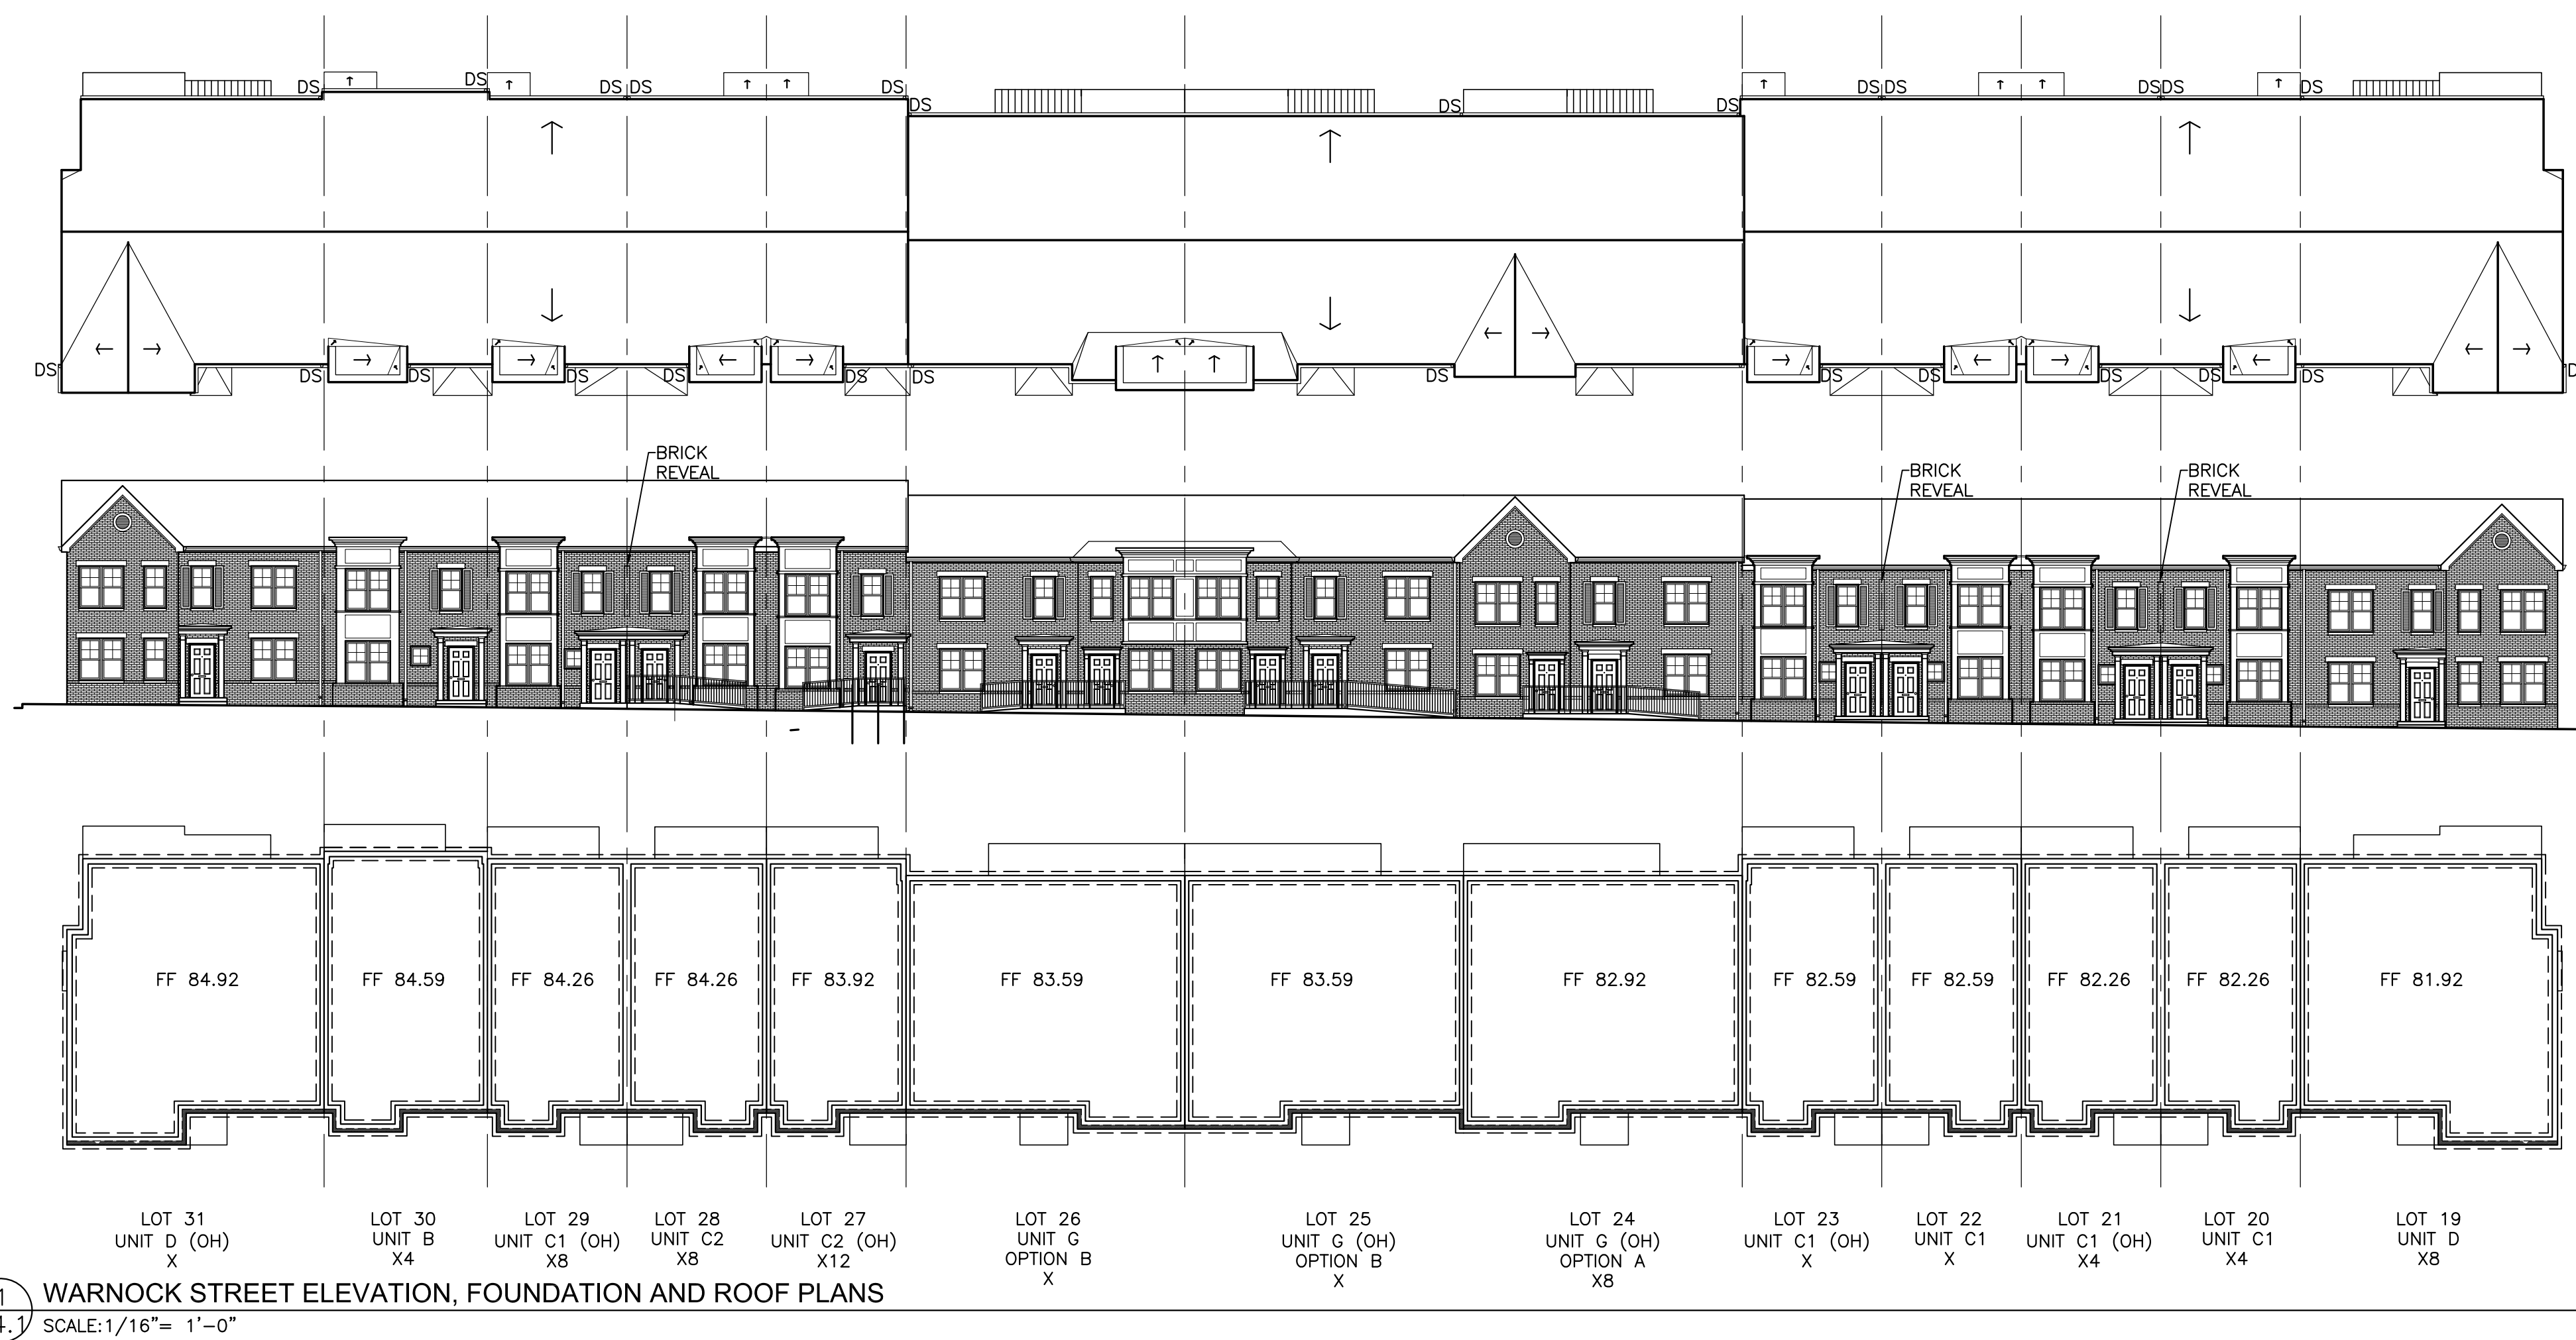 DS DS DS DS DS DS DS DS DS DS DS DS DS
DS DS DS DS DS DS DS DS DS DS DS DS DS
BRICK
REVEAL
BRICK
REVEAL
BRICK
REVEAL
FF 84.92
FF 84.59
FF 84.26
FF 84.26
FF 83.92
FF 83.59
FF 83.59
FF 82.92
FF 82.59
FF 82.59
FF 82.26
FF 82.26
FF 81.92
LOT 31
UNIT D (OH)
X
LOT 30
UNIT B
X4
LOT 29
UNIT C1 (OH)
X8
LOT 28
UNIT C2
X8
LOT 27
UNIT C2 (OH)
X12
LOT 26
UNIT G
OPTION B
X
LOT 25
UNIT G (OH)
OPTION B
X
LOT 24
UNIT G (OH)
OPTION A
X8
LOT 23
UNIT C1 (OH)
X
LOT 22
UNIT C1
X
LOT 21
UNIT C1 (OH)
X4
LOT 20
UNIT C1
X4
LOT 19
UNIT D
X8
1
WARNOCK STREET ELEVATION, FOUNDATION AND ROOF PLANS
SCALE:1/16"= 1'-0"